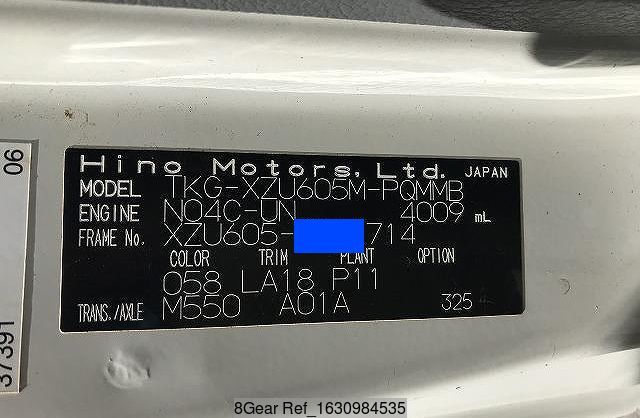 Hino Motors, Ltd. JAPAN
MODEL TKG-XZU605M-PQMMB
ENGINE N04C-UN 4009 mL
FRAME No. XZU605- 714
COLOR TRIM PLANT OPTION
058 LA18 P11
TRANS./AXLE M550 A01A 325
06
37391
8Gear Ref_1630984535